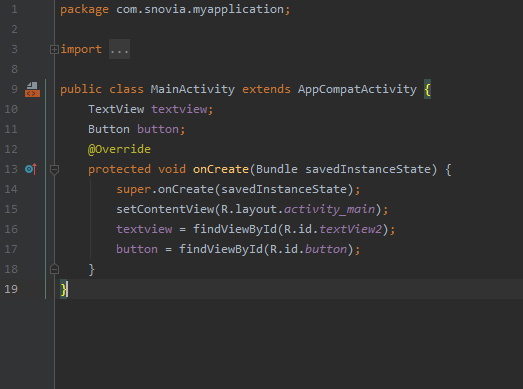 1 package com.snovia.myapplication;
2
3 import ...
8
9 public class MainActivity extends AppCompatActivity {
10 TextView textview;
11 Button button;
12 @Override
13 protected void onCreate(Bundle savedInstanceState) {
14 super.onCreate(savedInstanceState);
15 setContentView(R.layout.activity_main);
16 textview = findViewById(R.id.textView2);
17 button = findViewById(R.id.button);
18 }
19 }